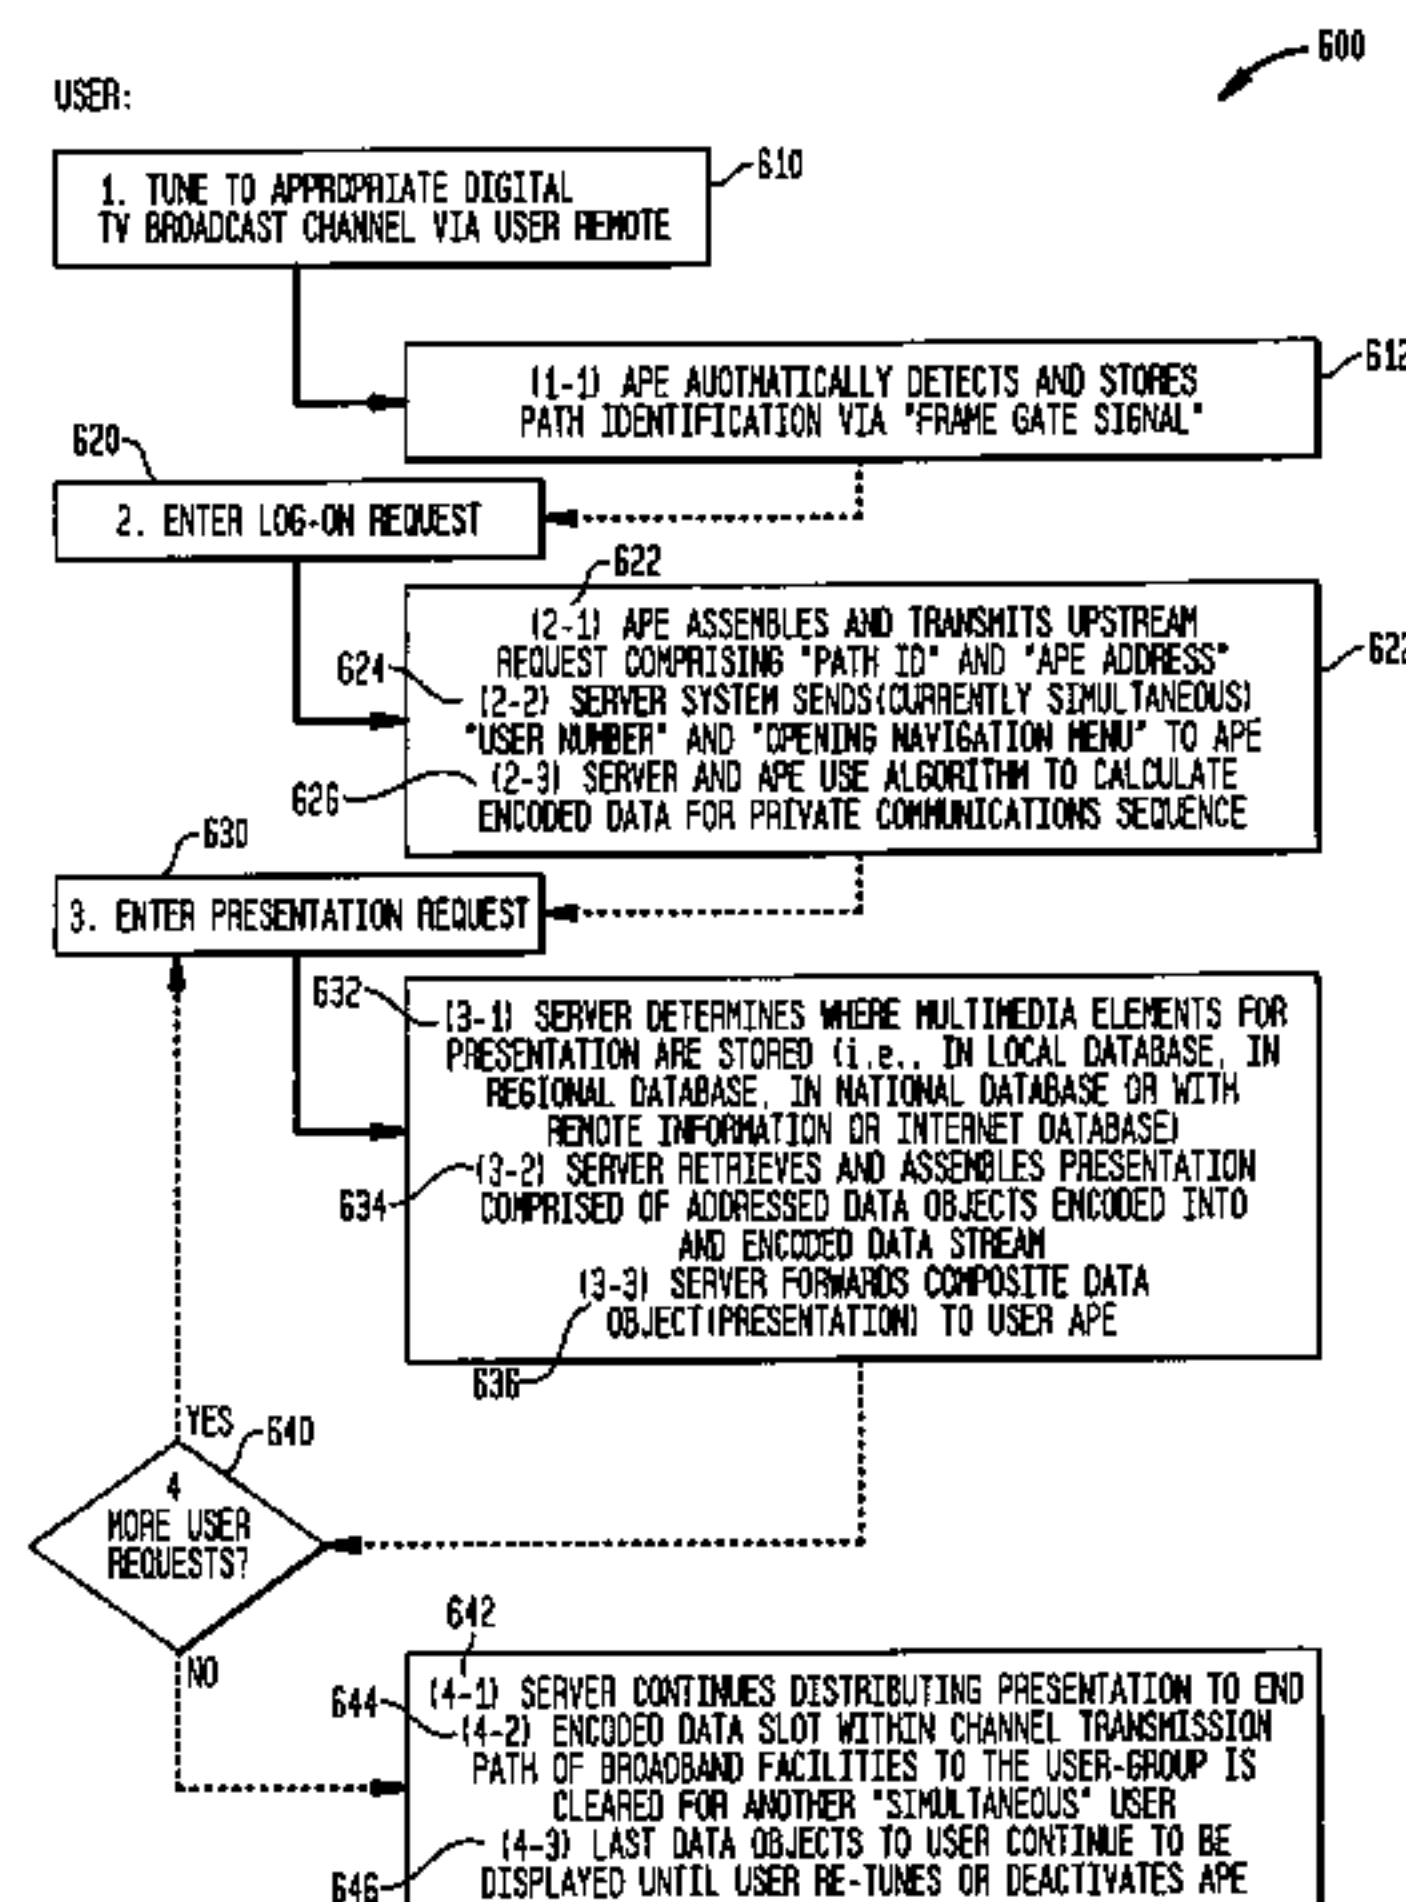 600
USER:
610
1. TUNE TO APPROPRIATE DIGITAL
TV BROADCAST CHANNEL VIA USER REMOTE
612
(1-1) APE AUOTMATICALLY DETECTS AND STORES
PATH IDENTIFICATION VIA "FRAME GATE SIGNAL"
620
2. ENTER LOG-ON REQUEST
622
(2-1) APE ASSEMBLES AND TRANSMITS UPSTREAM
REQUEST COMPRISING "PATH ID" AND "APE ADDRESS"
622
624
(2-2) SERVER SYSTEM SENDS(CURRENTLY SIMULTANEOUS)
"USER NUMBER" AND "OPENING NAVIGATION MENU" TO APE
626
(2-3) SERVER AND APE USE ALGORITHM TO CALCULATE
ENCODED DATA FOR PRIVATE COMMUNICATIONS SEQUENCE
630
3. ENTER PRESENTATION REQUEST
632
(3-1) SERVER DETERMINES WHERE MULTIMEDIA ELEMENTS FOR
PRESENTATION ARE STORED (i.e., IN LOCAL DATABASE, IN
REGIONAL DATABASE, IN NATIONAL DATABASE OR WITH
REMOTE INFORMATION OR INTERNET DATABASE)
634
(3-2) SERVER RETRIEVES AND ASSEMBLES PRESENTATION
COMPRISED OF ADDRESSED DATA OBJECTS ENCODED INTO
AND ENCODED DATA STREAM
(3-3) SERVER FORWARDS COMPOSITE DATA
OBJECT(PRESENTATION) TO USER APE
636
YES
640
4
MORE USER
REQUESTS?
NO
642
(4-1) SERVER CONTINUES DISTRIBUTING PRESENTATION TO END
644
(4-2) ENCODED DATA SLOT WITHIN CHANNEL TRANSMISSION
PATH OF BROADBAND FACILITIES TO THE USER-GROUP IS
CLEARED FOR ANOTHER "SIMULTANEOUS" USER
646
(4-3) LAST DATA OBJECTS TO USER CONTINUE TO BE
DISPLAYED UNTIL USER RE-TUNES OR DEACTIVATES APE